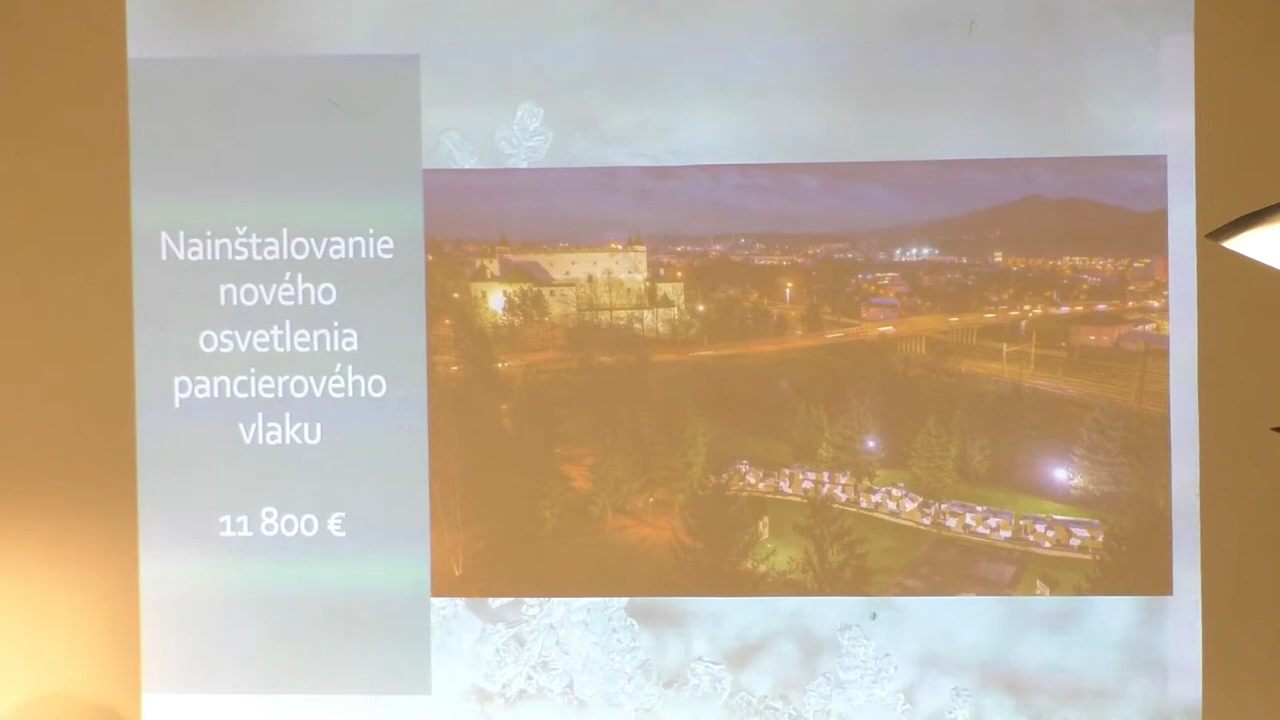 Nainštalovanie
nového
osvetlenia
pancierového
vlaku
11 800 €